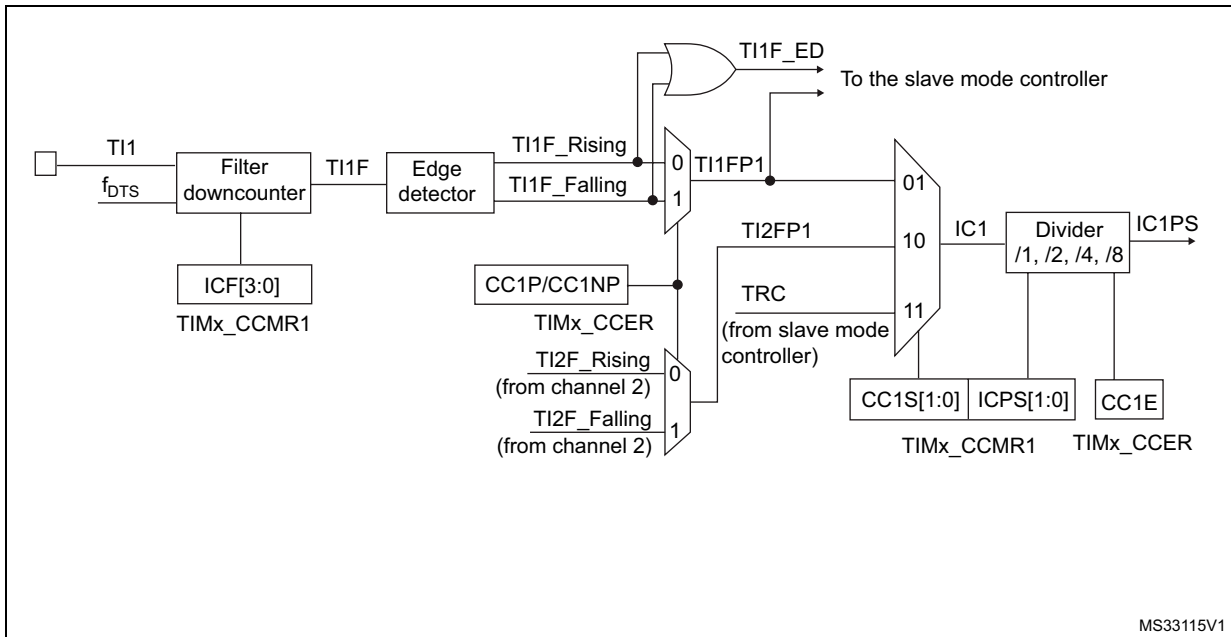 TI1F_ED
To the slave mode controller
TI1
fDTS
Filter
downcounter
TI1F
Edge
detector
TI1F_Rising
TI1F_Falling
0
1
TI1FP1
01
TI2FP1
10
IC1
Divider
/1, /2, /4, /8
IC1PS
ICF[3:0]
TIMx_CCMR1
CC1P/CC1NP
TIMx_CCER
TRC
11
(from slave mode
controller)
TI2F_Rising
(from channel 2)
0
TI2F_Falling
1
(from channel 2)
CC1S[1:0]
ICPS[1:0]
TIMx_CCMR1
CC1E
TIMx_CCER
MS33115V1